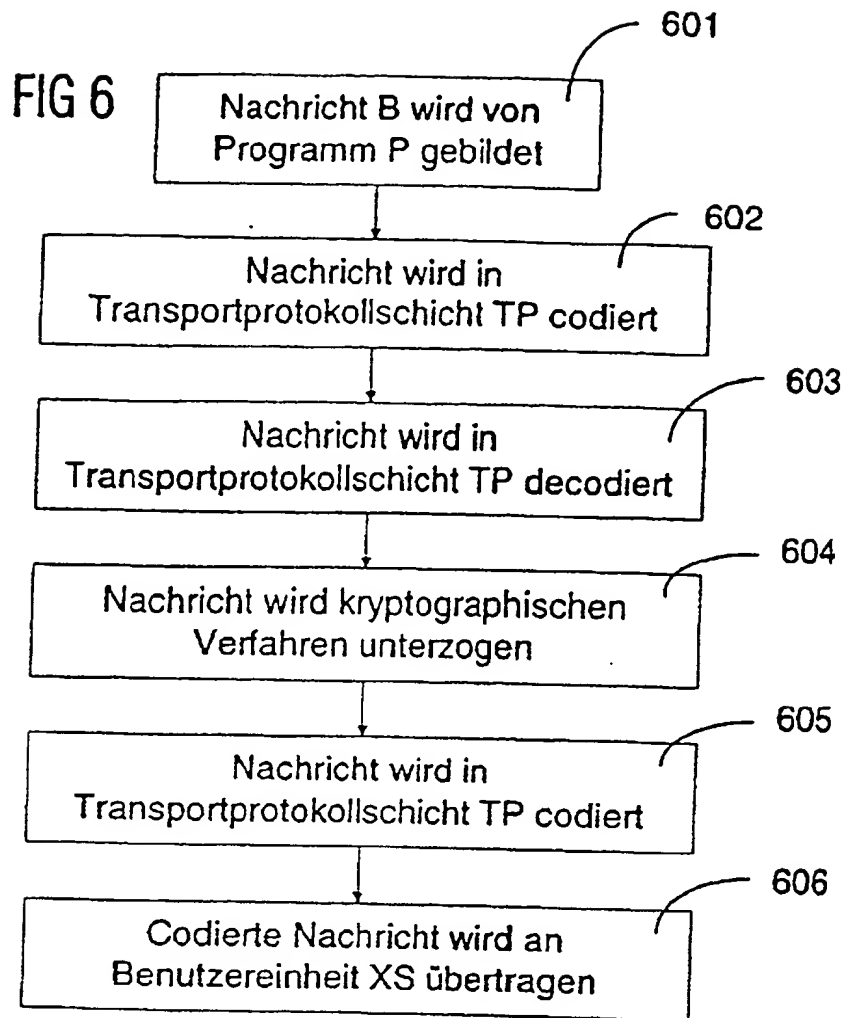 601
FIG 6
Nachricht B wird von
Programm P gebildet
602
Nachricht wird in
Transportprotokollschicht TP codiert
603
Nachricht wird in
Transportprotokollschicht TP decodiert
604
Nachricht wird kryptographischen
Verfahren unterzogen
605
Nachricht wird in
Transportprotokollschicht TP codiert
606
Codierte Nachricht wird an
Benutzereinheit XS übertragen